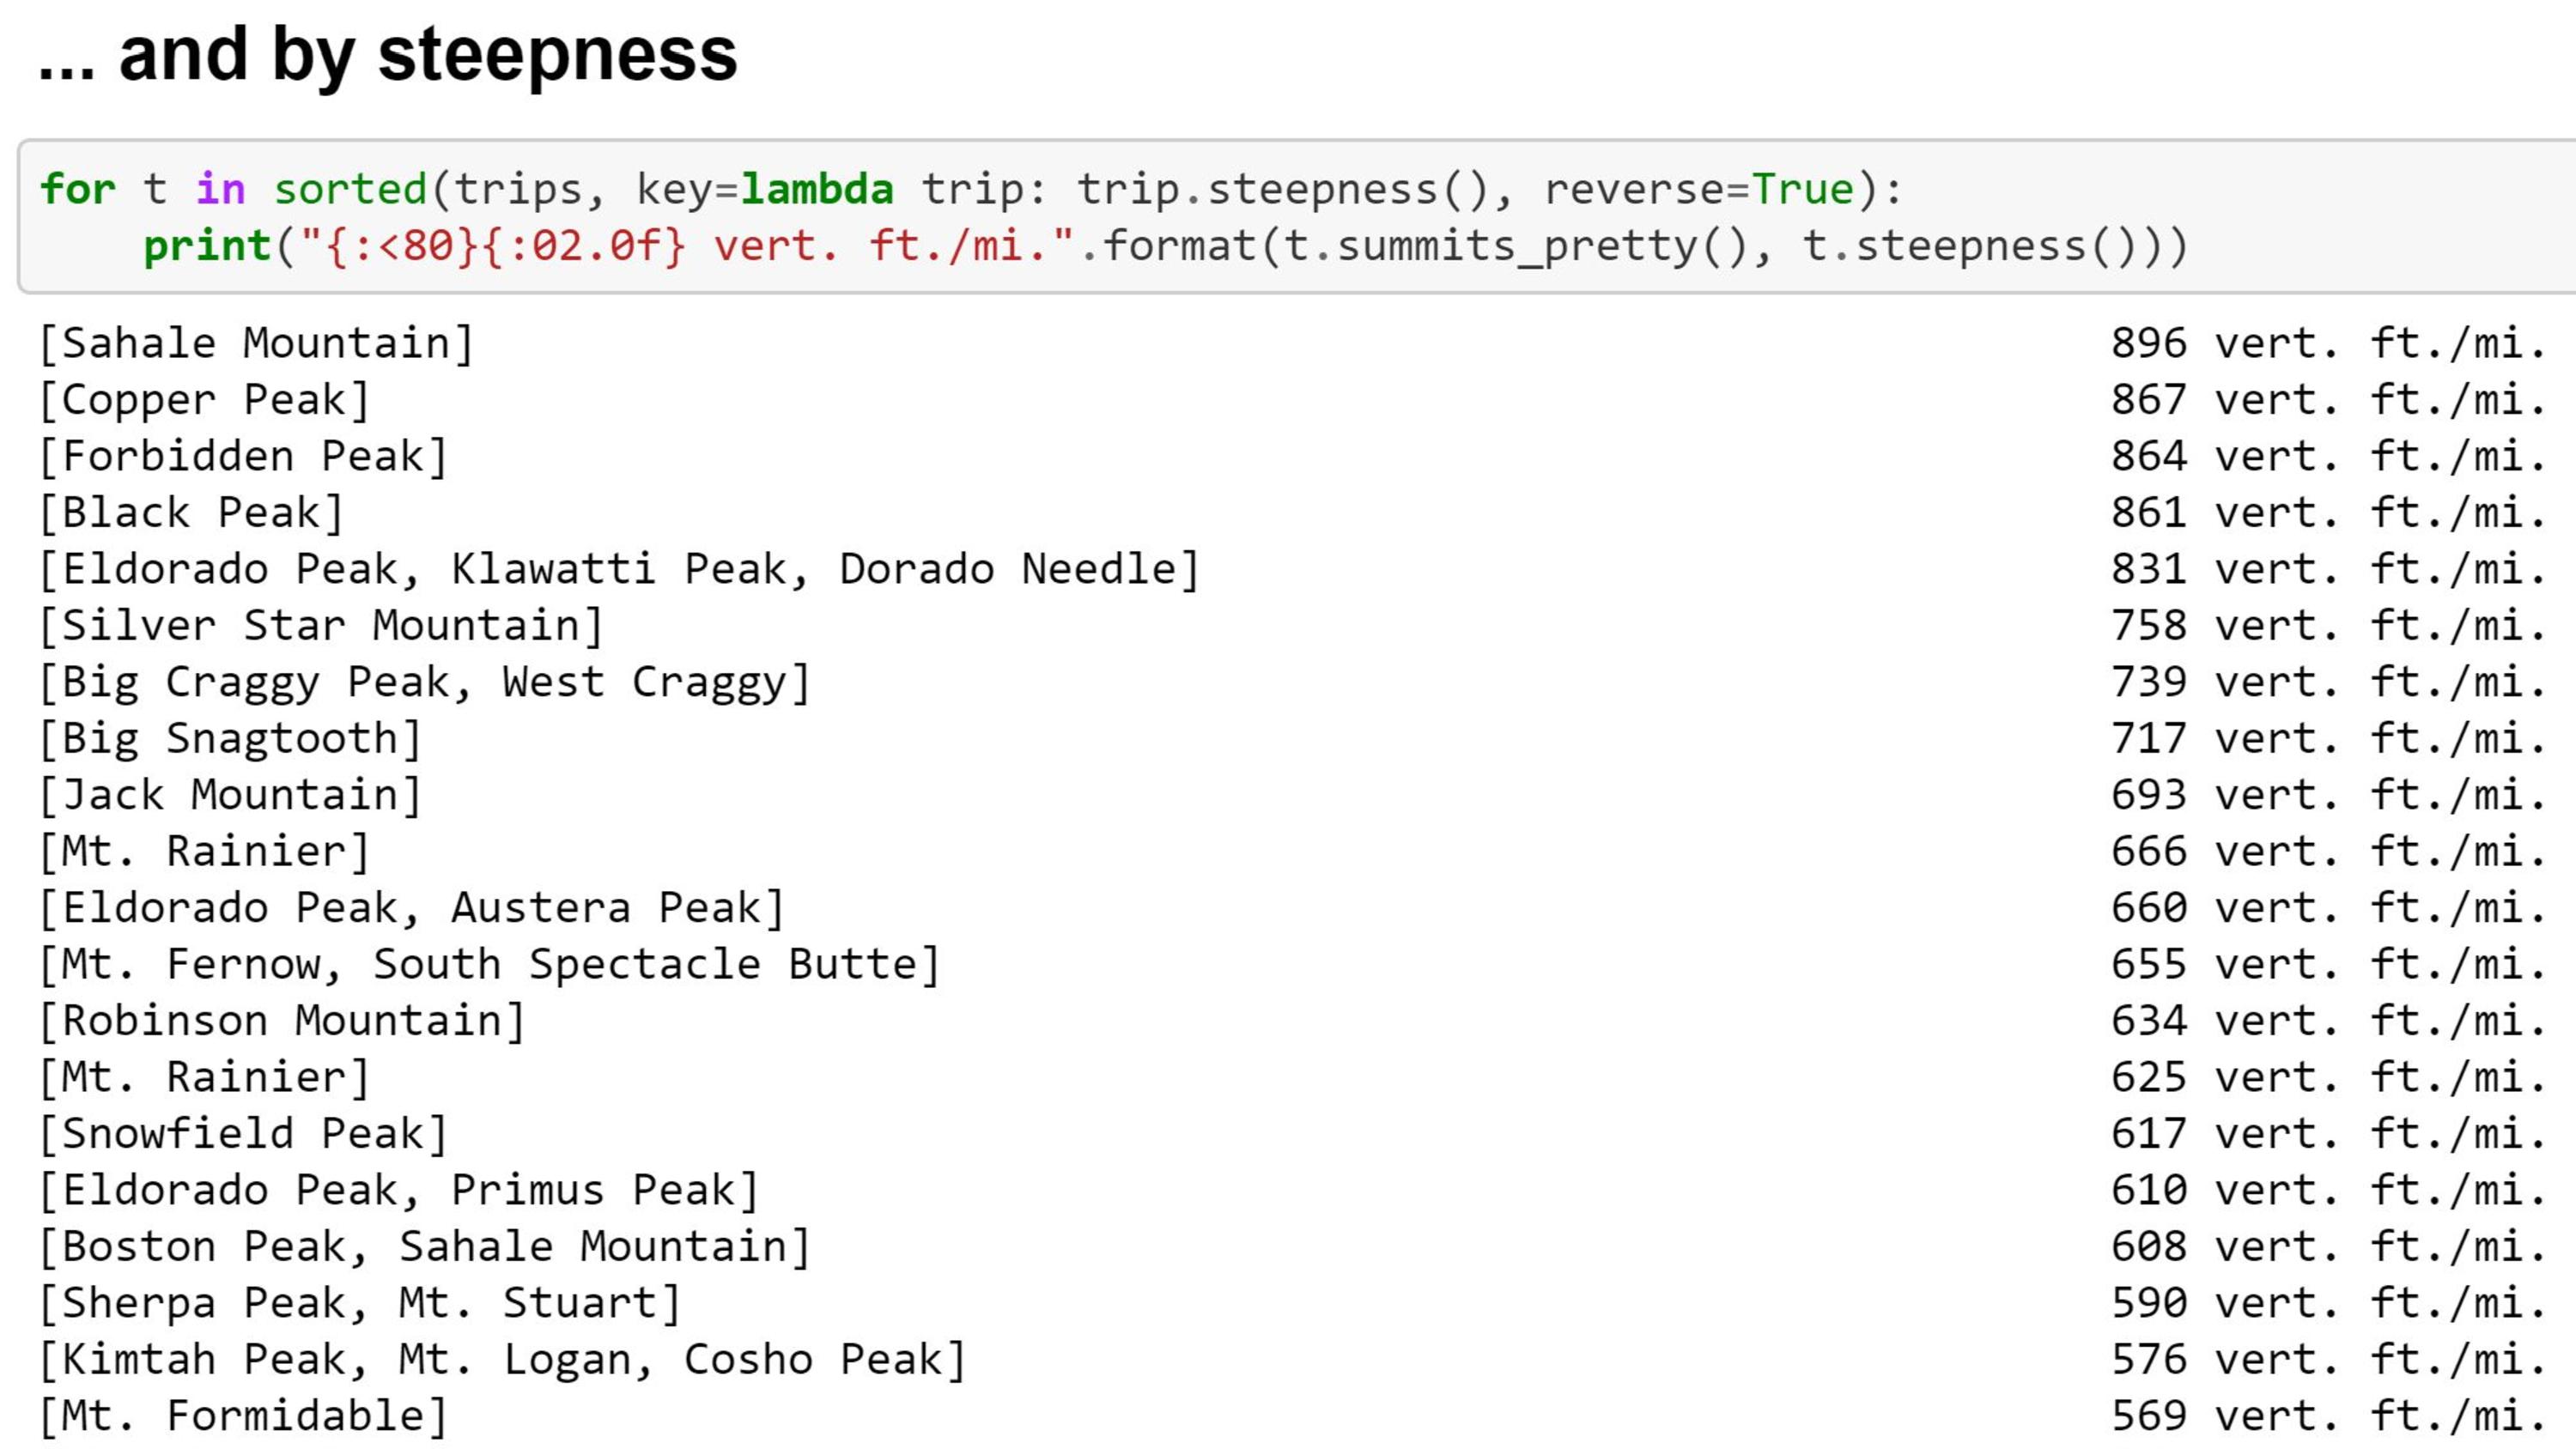 ... and by steepness
for t in sorted(trips, key=lambda trip: trip.steepness(), reverse=True):
    print("{:<80}{:02.0f} vert. ft./mi.".format(t.summits_pretty(), t.steepness()))
[Sahale Mountain] 896 vert. ft./mi.
[Copper Peak] 867 vert. ft./mi.
[Forbidden Peak] 864 vert. ft./mi.
[Black Peak] 861 vert. ft./mi.
[Eldorado Peak, Klawatti Peak, Dorado Needle] 831 vert. ft./mi.
[Silver Star Mountain] 758 vert. ft./mi.
[Big Craggy Peak, West Craggy] 739 vert. ft./mi.
[Big Snagtooth] 717 vert. ft./mi.
[Jack Mountain] 693 vert. ft./mi.
[Mt. Rainier] 666 vert. ft./mi.
[Eldorado Peak, Austera Peak] 660 vert. ft./mi.
[Mt. Fernow, South Spectacle Butte] 655 vert. ft./mi.
[Robinson Mountain] 634 vert. ft./mi.
[Mt. Rainier] 625 vert. ft./mi.
[Snowfield Peak] 617 vert. ft./mi.
[Eldorado Peak, Primus Peak] 610 vert. ft./mi.
[Boston Peak, Sahale Mountain] 608 vert. ft./mi.
[Sherpa Peak, Mt. Stuart] 590 vert. ft./mi.
[Kimtah Peak, Mt. Logan, Cosho Peak] 576 vert. ft./mi.
[Mt. Formidable] 569 vert. ft./mi.